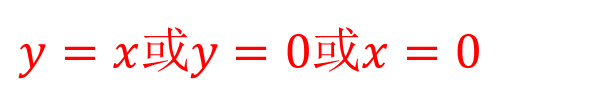 y = x或y = 0或x = 0